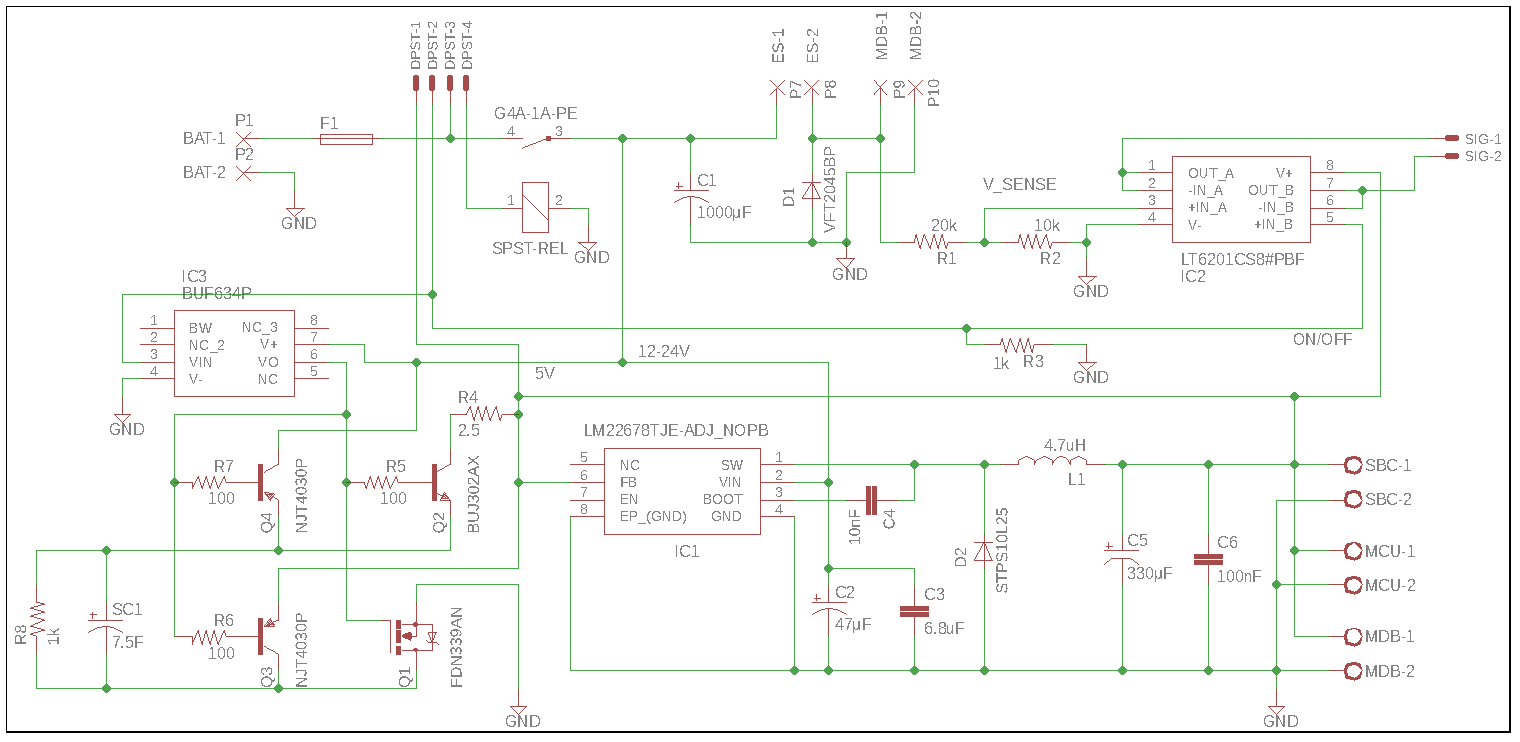 DPST-1
DPST-2
DPST-3
DPST-4
ES-1
ES-2
MDB-1
MDB-2
P7
P8
P9
P10
BAT-1
P1
F1
G4A-1A-PE
4
3
BAT-2
P2
GND
1
2
SPST-REL
GND
C1
1000µF
D1
VFT2045BP
GND
V_SENSE
20k
R1
10k
R2
GND
1
2
3
4
OUT_A
-IN_A
+IN_A
V-
V+
OUT_B
-IN_B
+IN_B
8
7
6
5
LT6201CS8#PBF
IC2
SIG-1
SIG-2
IC3
BUF634P
1
2
3
4
BW
NC_2
VIN
V-
NC_3
V+
VO
NC
8
7
6
5
GND
12-24V
5V
1k
R3
GND
ON/OFF
R4
2.5
R7
100
Q4
NJT4030P
R5
100
Q2
BUJ302AX
LM22678TJE-ADJ_NOPB
5
6
7
8
NC
FB
EN
EP_(GND)
SW
VIN
BOOT
GND
1
2
3
4
IC1
10nF
C4
4.7uH
L1
D2
STPS10L25
C5
330µF
C6
100nF
C2
47µF
C3
6.8uF
SBC-1
SBC-2
MCU-1
MCU-2
MDB-1
MDB-2
R8
1k
SC1
7.5F
R6
100
Q3
NJT4030P
Q1
FDN339AN
GND
GND